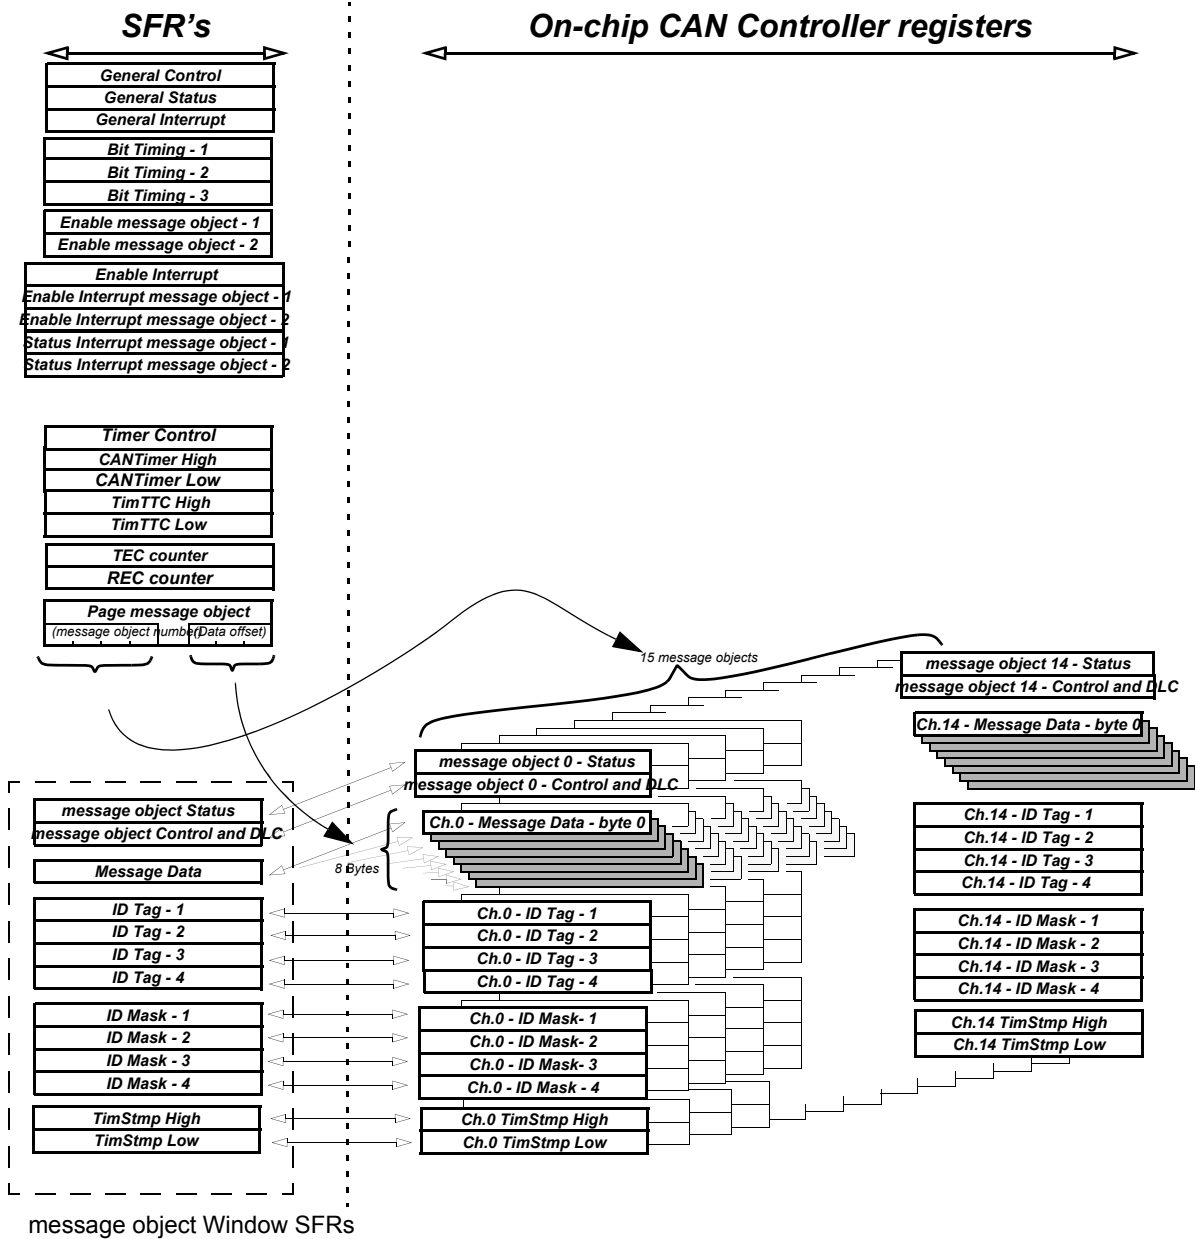 SFR's
On-chip CAN Controller registers
General Control
General Status
General Interrupt
Bit Timing - 1
Bit Timing - 2
Bit Timing - 3
Enable message object - 1
Enable message object - 2
Enable Interrupt
Enable Interrupt message object - 1
Enable Interrupt message object - 2
Status Interrupt message object - 1
Status Interrupt message object - 2
Timer Control
CANTimer High
CANTimer Low
TimTTC High
TimTTC Low
TEC counter
REC counter
Page message object
(message object number)
(Data offset)
15 message objects
message object 14 - Status
message object 14 - Control and DLC
Ch.14 - Message Data - byte 0
message object 0 - Status
message object 0 - Control and DLC
Ch.0 - Message Data - byte 0
8 Bytes
message object Status
message object Control and DLC
Message Data
ID Tag - 1
ID Tag - 2
ID Tag - 3
ID Tag - 4
ID Mask - 1
ID Mask - 2
ID Mask - 3
ID Mask - 4
TimStmp High
TimStmp Low
Ch.0 - ID Tag - 1
Ch.0 - ID Tag - 2
Ch.0 - ID Tag - 3
Ch.0 - ID Tag - 4
Ch.0 - ID Mask- 1
Ch.0 - ID Mask- 2
Ch.0 - ID Mask- 3
Ch.0 - ID Mask - 4
Ch.0 TimStmp High
Ch.0 TimStmp Low
Ch.14 - ID Tag - 1
Ch.14 - ID Tag - 2
Ch.14 - ID Tag - 3
Ch.14 - ID Tag - 4
Ch.14 - ID Mask - 1
Ch.14 - ID Mask - 2
Ch.14 - ID Mask - 3
Ch.14 - ID Mask - 4
Ch.14 TimStmp High
Ch.14 TimStmp Low
message object Window SFRs